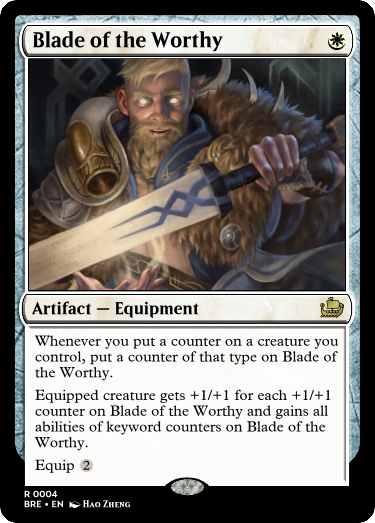 Blade of the Worthy
Artifact — Equipment
Whenever you put a counter on a creature you
control, put a counter of that type on Blade of
the Worthy.
Equipped creature gets +1/+1 for each +1/+1
counter on Blade of the Worthy and gains all
abilities of keyword counters on Blade of the
Worthy.
Equip 2
R 0004
BRE • EN Hao Zheng